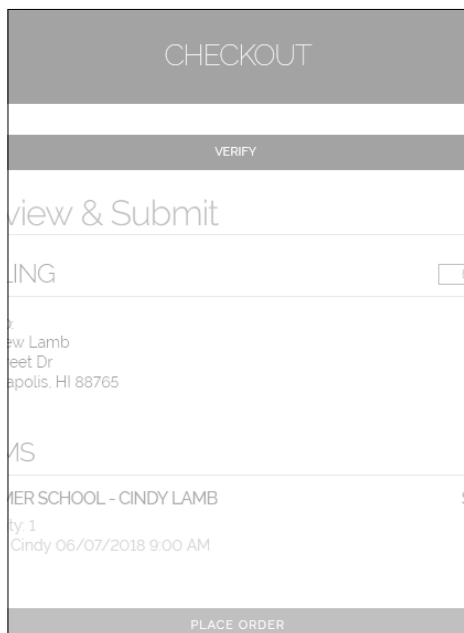 CHECKOUT
VERIFY
view & Submit
LING
ew Lamb
reet Dr
apolis, HI 88765
MS
MER SCHOOL - CINDY LAMB
ty: 1
Cindy 06/07/2018 9:00 AM
PLACE ORDER